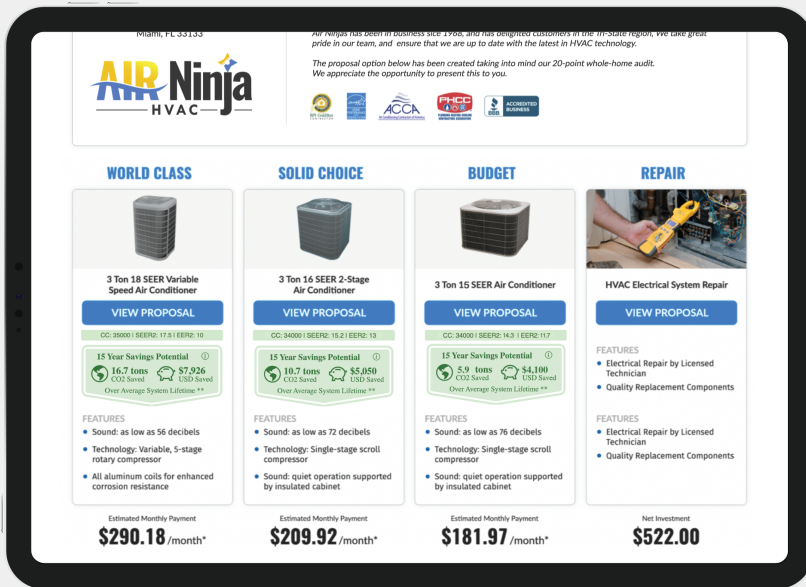 Miami, FL 33133
Air Ninjas has been in business sice 1968, and has delighted customers in the Tri-State region, We take great
pride in our team, and ensure that we are up to date with the latest in HVAC technology.
The proposal option below has been created taking into mind our 20-point whole-home audit.
We appreciate the opportunity to present this to you.
AIR Ninja
HVAC
ACCA
PHCC
BBB.
ACCREDITED
BUSINESS
WORLD CLASS
3 Ton 18 SEER Variable
Speed Air Conditioner
VIEW PROPOSAL
CC: 35000 | SEER2: 17.5 | EER2: 10
15 Year Savings Potential
16.7 tons
CO2 Saved
$7,926
USD Saved
Over Average System Lifetime **
FEATURES
Sound: as low as 56 decibels
Technology: Variable, 5-stage
rotary compressor
All aluminum coils for enhanced
corrosion resistance
Estimated Monthly Payment
$290.18/month*
SOLID CHOICE
3 Ton 16 SEER 2-Stage
Air Conditioner
VIEW PROPOSAL
CC: 34000 | SEER2: 15.2 | EER2: 13
15 Year Savings Potential
10.7 tons
CO2 Saved
$5,050
USD Saved
Over Average System Lifetime **
FEATURES
Sound: as low as 72 decibels
Technology: Single-stage scroll
compressor
Sound: quiet operation supported
by insulated cabinet
Estimated Monthly Payment
$209.92/month*
BUDGET
3 Ton 15 SEER Air Conditioner
VIEW PROPOSAL
CC: 34000 | SEER2: 14.3 | EER2:11.7
15 Year Savings Potential
5.9 tons
CO2 Saved
$4,100
USD Saved
Over Average System Lifetime **
FEATURES
Sound: as low as 76 decibels
Technology: Single-stage scroll
compressor
Sound: quiet operation supported
by insulated cabinet
Estimated Monthly Payment
$181.97/month*
REPAIR
HVAC Electrical System Repair
VIEW PROPOSAL
FEATURES
Electrical Repair by Licensed
Technician
Quality Replacement Components
FEATURES
Electrical Repair by Licensed
Technician
Quality Replacement Components
Net Investment
$522.00